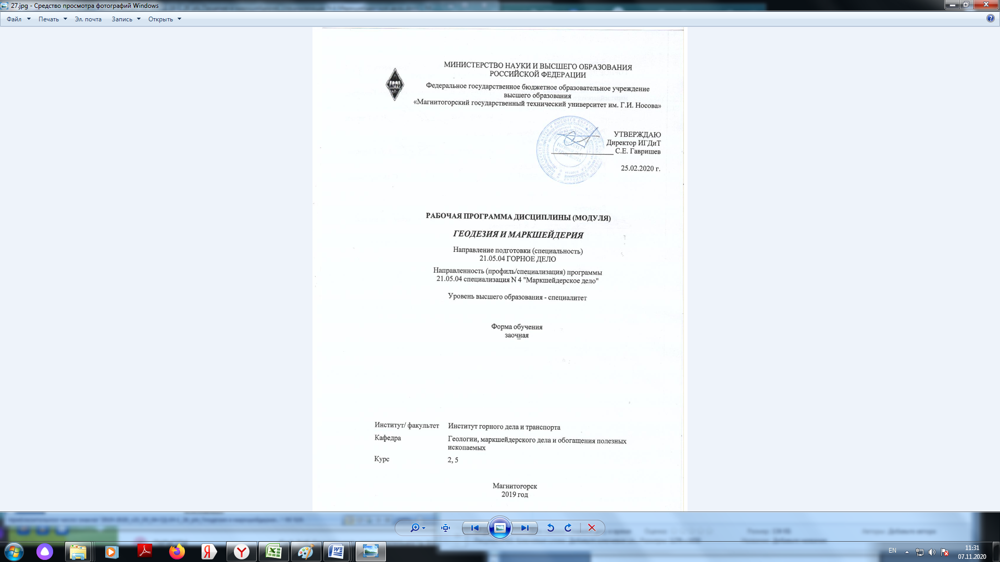 27.jpg - Средство просмотра фотографий Windows
Файл Печать Эл. почта Запись Открыть
МИНИСТЕРСТВО НАУКИ И ВЫСШЕГО ОБРАЗОВАНИЯ
РОССИЙСКОЙ ФЕДЕРАЦИИ
Федеральное государственное бюджетное образовательное учреждение
высшего образования
«Магнитогорский государственный технический университет им. Г.И. Носова»
УТВЕРЖДАЮ
Директор ИГДиТ
С.Е. Гавришев
25.02.2020 г.
РАБОЧАЯ ПРОГРАММА ДИСЦИПЛИНЫ (МОДУЛЯ)
ГЕОДЕЗИЯ И МАРКШЕЙДЕРИЯ
Направление подготовки (специальность)
21.05.04 ГОРНОЕ ДЕЛО
Направленность (профиль/специализация) программы
21.05.04 специализация N 4 "Маркшейдерское дело"
Уровень высшего образования - специалитет
Форма обучения
заочная
Институт/ факультет Институт горного дела и транспорта
Кафедра Геологии, маркшейдерского дела и обогащения полезных
ископаемых
Курс 2, 5
Магнитогорск
2019 год
EN 11:31
07.11.2020